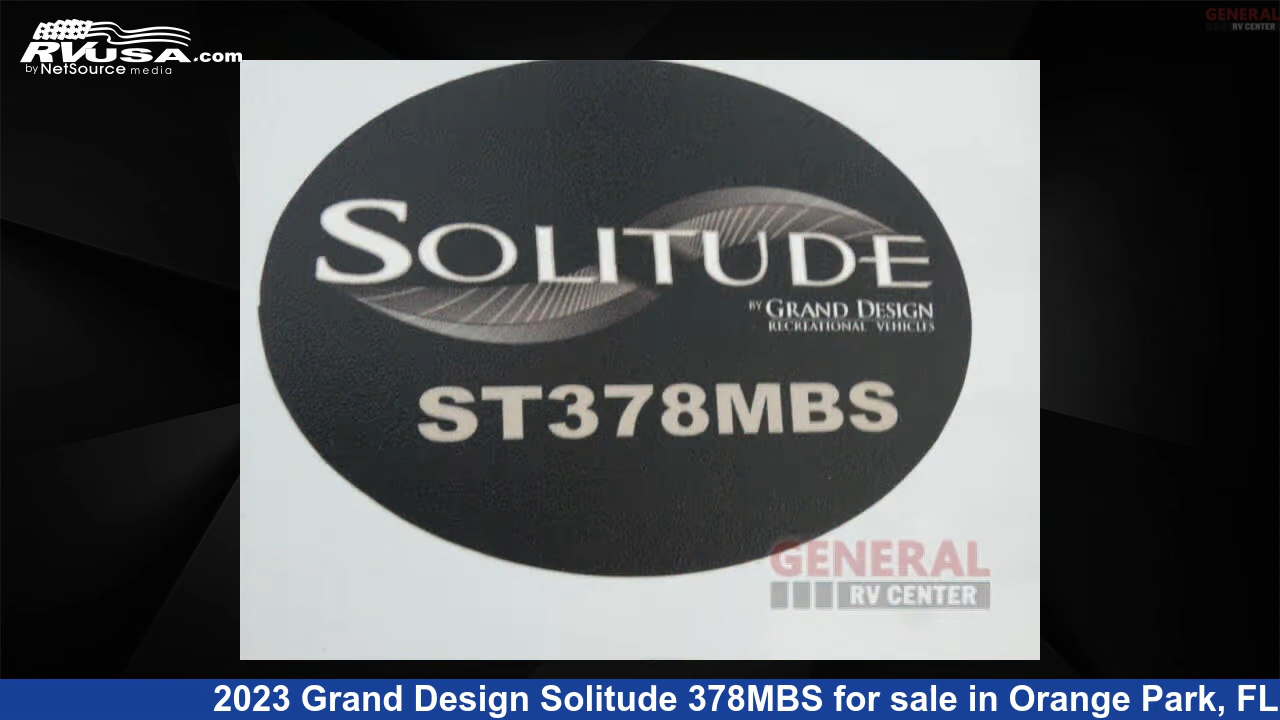 GENERAL
RV CENTER
RVUSA.com
by NetSource media
SOLITUDE
BY GRAND DESIGN
RECREATIONAL VEHICLES
ST378MBS
GENERAL
RV CENTER
2023 Grand Design Solitude 378MBS for sale in Orange Park, FL